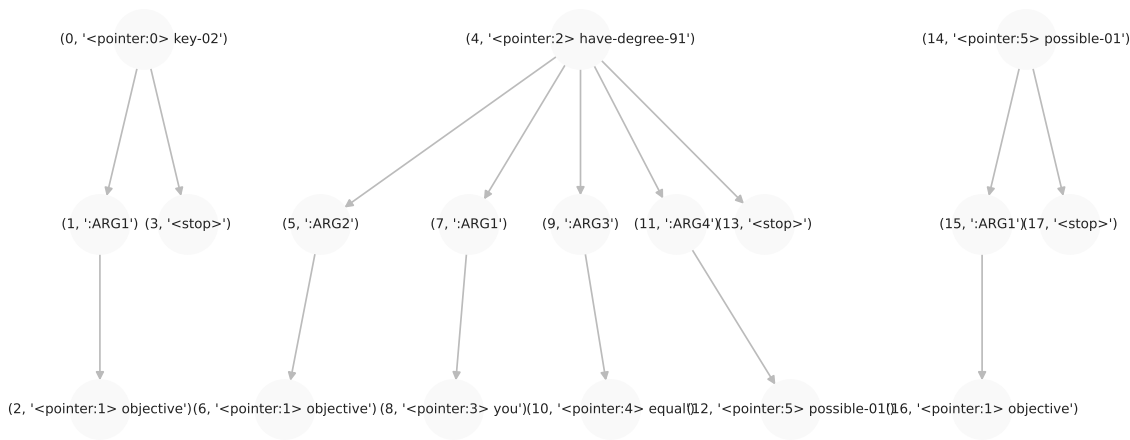 (0, '<pointer:0> key-02') (4, '<pointer:2> have-degree-91') (14, '<pointer:5> possible-01')
(1, ':ARG1') (3, '<stop>') (5, ':ARG2') (7, ':ARG1') (9, ':ARG3') (11, ':ARG4') (13, '<stop>') (15, ':ARG1') (17, '<stop>')
(2, '<pointer:1> objective') (6, '<pointer:1> objective') (8, '<pointer:3> you') (10, '<pointer:4> equal') (12, '<pointer:5> possible-01') (16, '<pointer:1> objective')